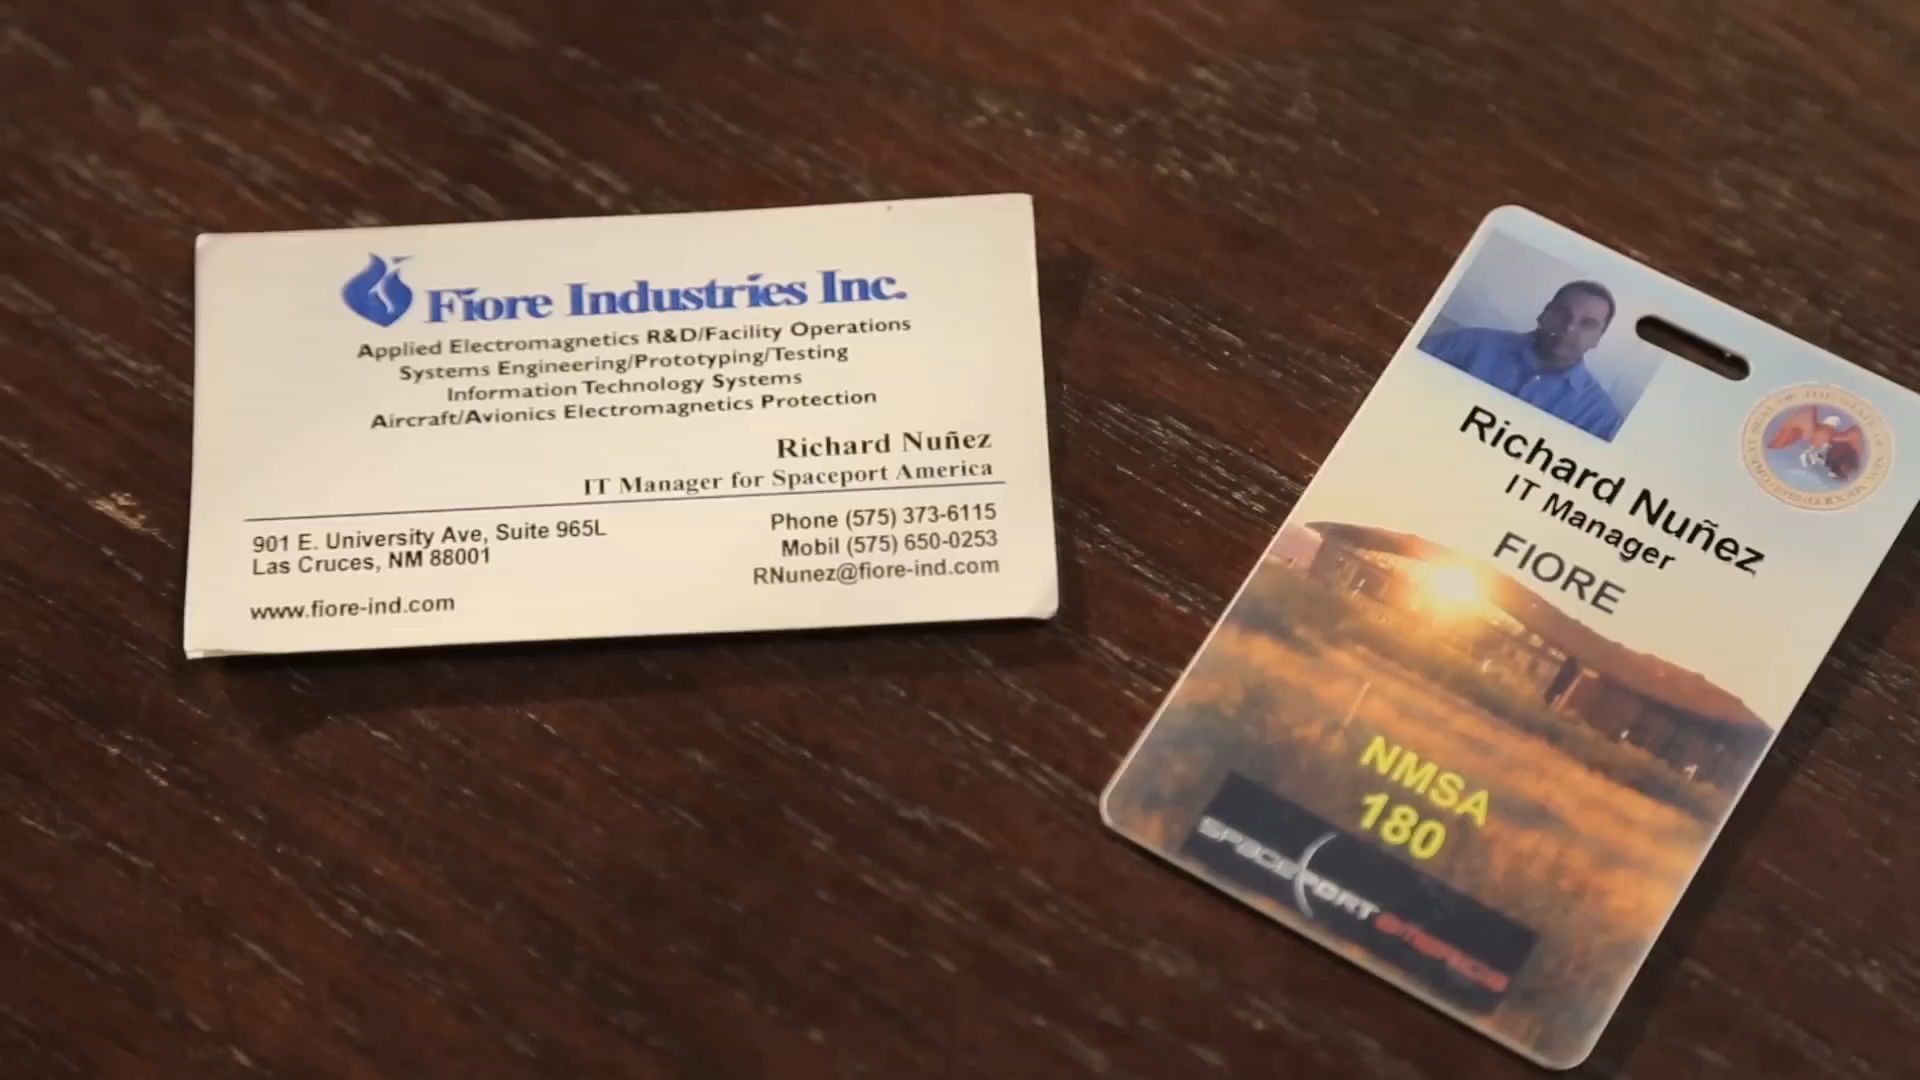 Fiore Industries Inc.
Applied Electromagnetics R&D/Facility Operations
Systems Engineering/Prototyping/Testing
Information Technology Systems
Aircraft/Avionics Electromagnetics Protection
Richard Nuñez
IT Manager for Spaceport America
901 E. University Ave, Suite 965L
Las Cruces, NM 88001
www.fiore-ind.com
Phone (575) 373-6115
Mobil (575) 650-0253
RNunez@fiore-ind.com
Richard Nuñez
IT Manager
FIORE
NMSA
180
SPACEPORT AMERICA